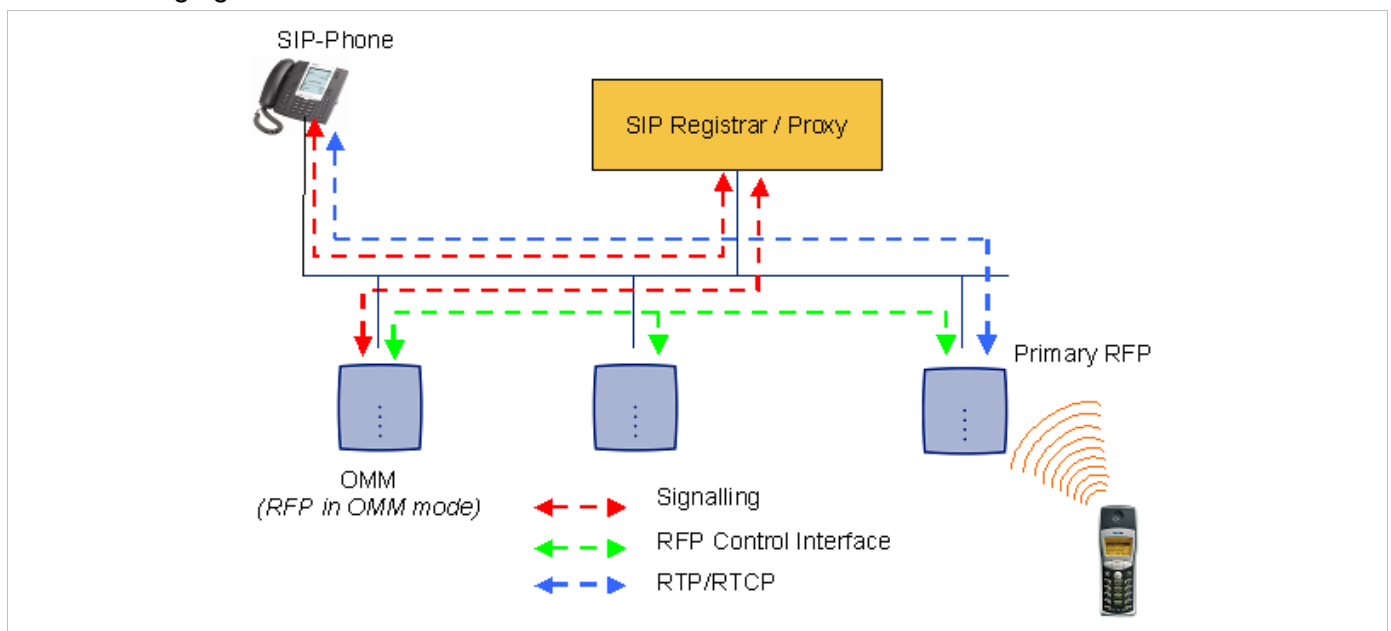 SIP-Phone
SIP Registrar / Proxy
Primary RFP
OMM
(RFP in OMM mode)
Signalling
RFP Control Interface
RTP/RTCP